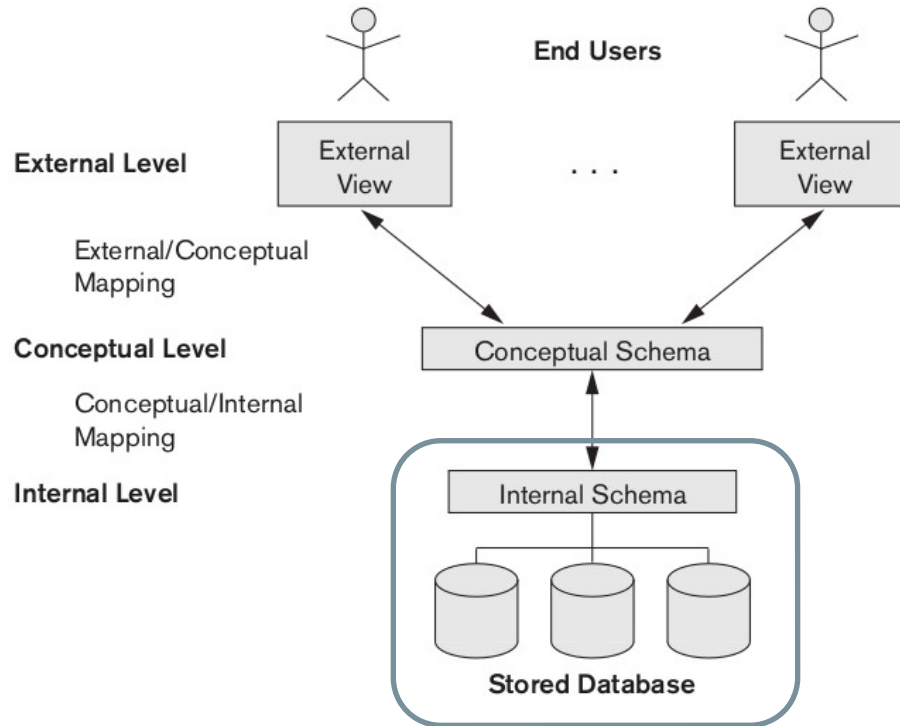 End Users
External Level
External
View
. . .
External
View
External/Conceptual
Mapping
Conceptual Level
Conceptual Schema
Conceptual/Internal
Mapping
Internal Level
Internal Schema
Stored Database